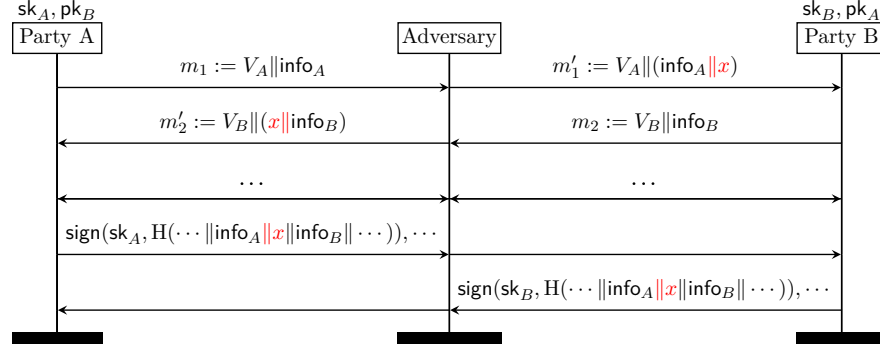 sk_A, pk_B sk_B, pk_A
Party A Adversary Party B
m_1 := V_A‖info_A m′_1 := V_A‖(info_A‖x)
m′_2 := V_B‖(x‖info_B) m_2 := V_B‖info_B
... ...
sign(sk_A, H(⋯‖info_A‖x‖info_B‖⋯)), ⋯
sign(sk_B, H(⋯‖info_A‖x‖info_B‖⋯)), ⋯